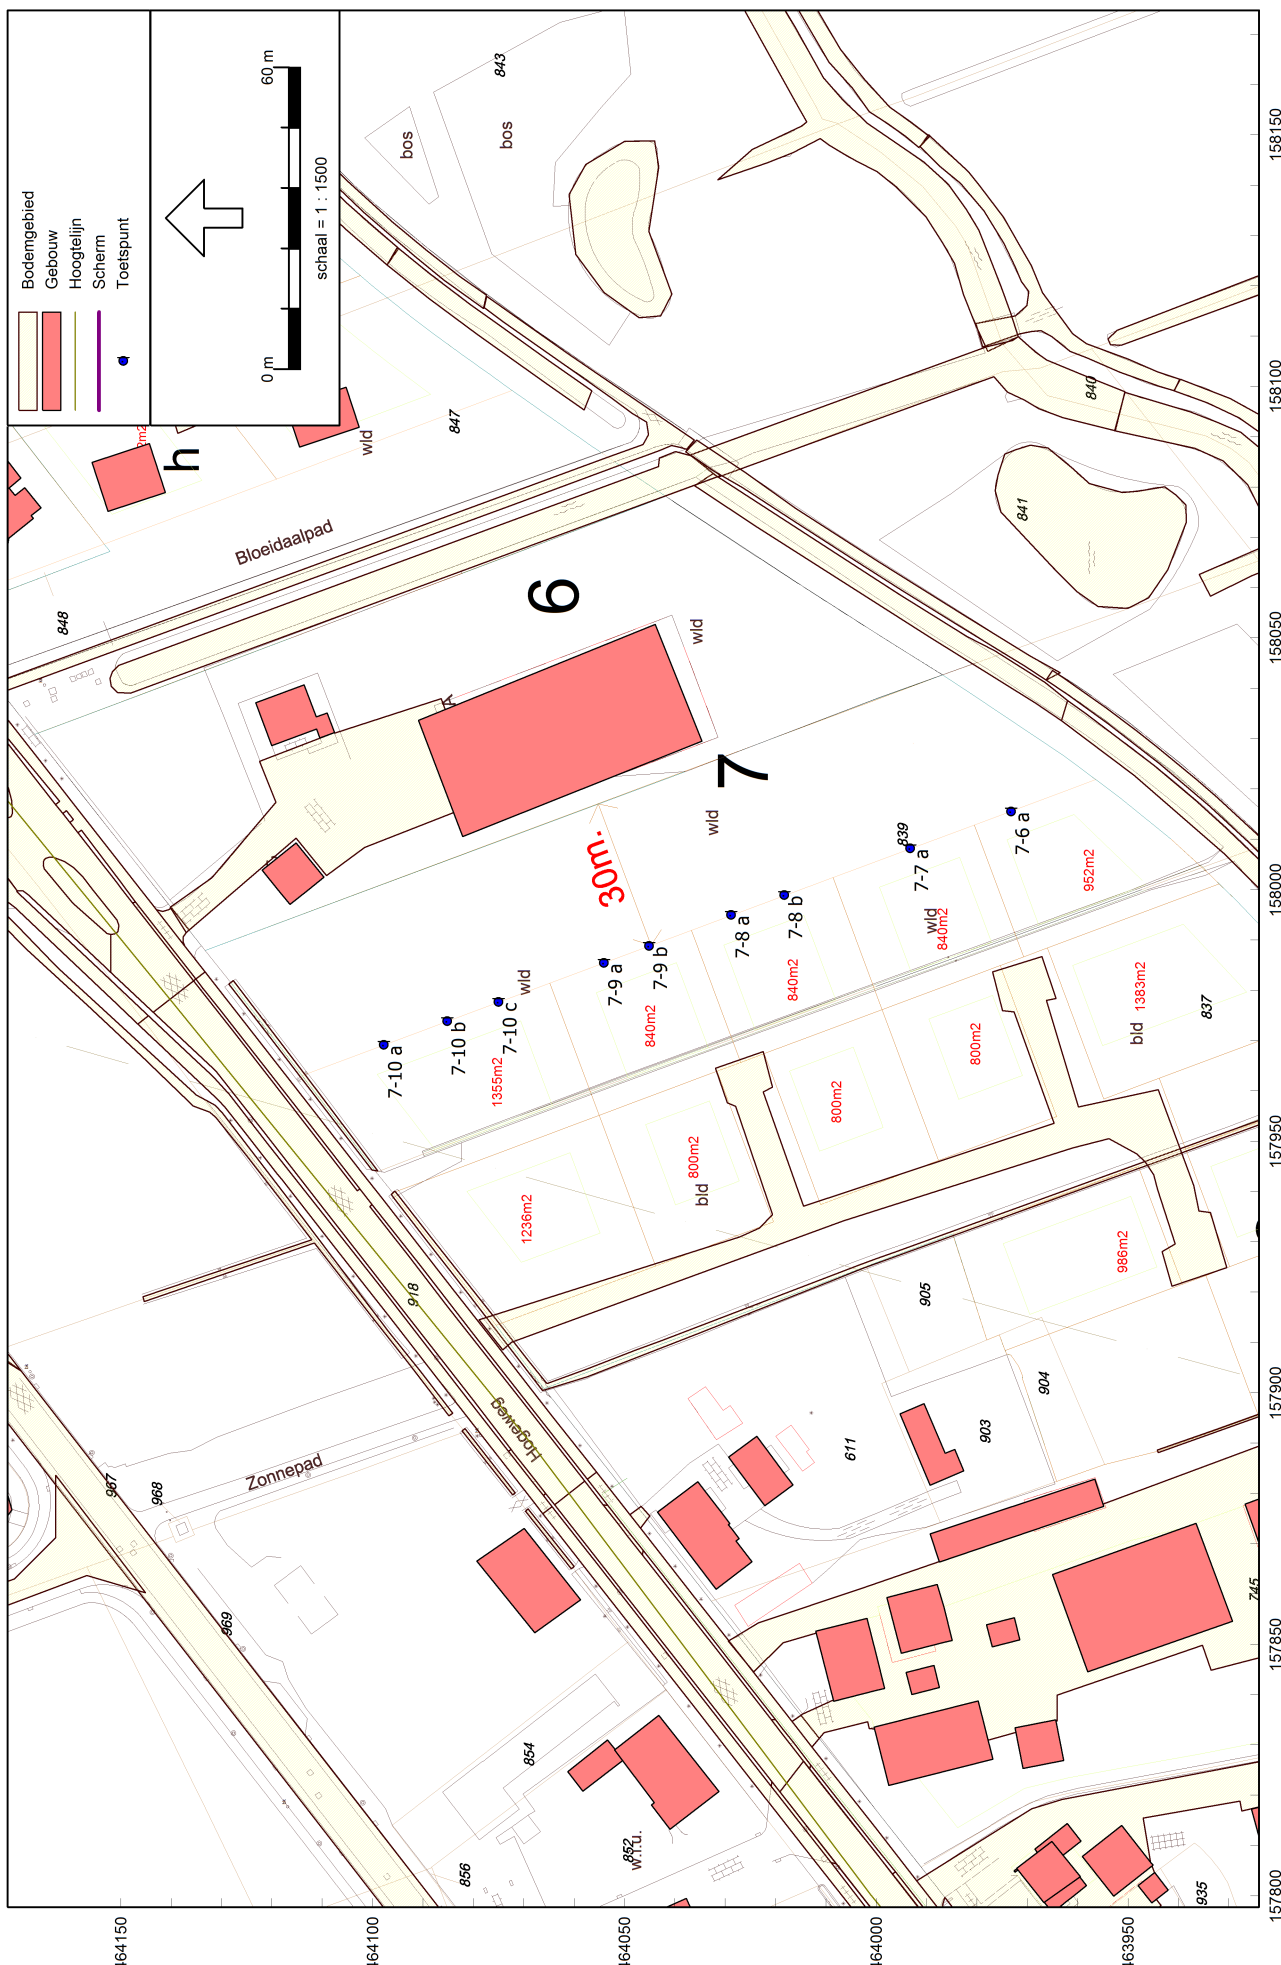 Bodemgebied
Gebouw
Hoogtelijn
Scherm
Toetspunt
0 m
60 m
schaal = 1 : 1500
843
bos
bos
847
wld
h
848
Bloeidaalpad
6
wld
7
wld
30m.
839
841
840
7-10 a
7-10 b
7-10 c
wld
7-9 a
7-9 b
7-8 a
7-8 b
7-7 a
7-6 a
wld
1355m2
840m2
840m2
840m2
952m2
1236m2
800m2
bld
800m2
800m2
1383m2
bld
837
986m2
918
Hogeweg
Zonnepad
967
968
969
905
904
903
611
745
854
852
w.i.u.
856
935
158150
158100
158050
158000
157950
157900
157850
157800
464150
464100
464050
464000
463950